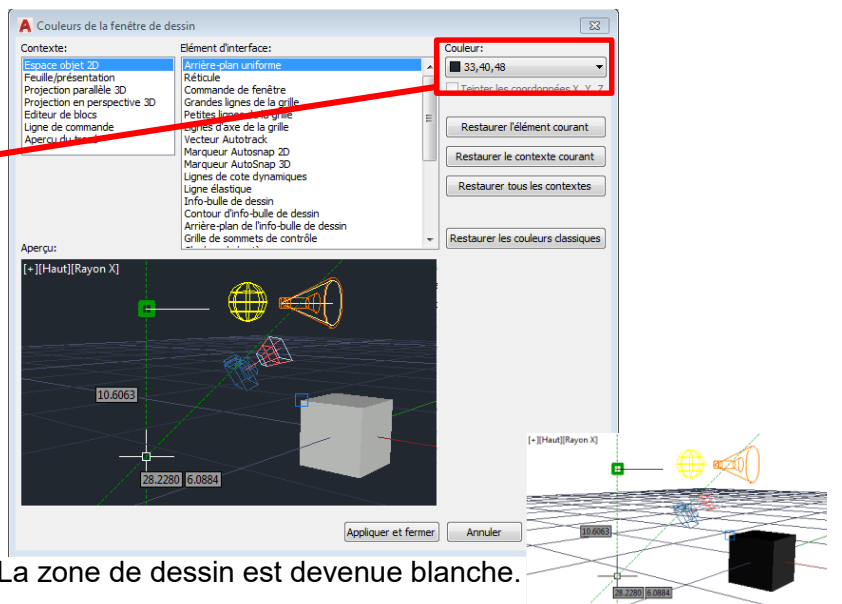 Couleurs de la fenêtre de dessin
Contexte:
Espace objet 2D
Feuille/présentation
Projection parallèle 3D
Projection en perspective 3D
Editeur de blocs
Ligne de commande
Aperçu du tracé
Elément d'interface:
Arrière-plan uniforme
Réticule
Commande de fenêtre
Grandes lignes de la grille
Petites lignes de la grille
Lignes d'axe de la grille
Vecteur Autotrack
Marqueur Autosnap 2D
Marqueur AutoSnap 3D
Lignes de cote dynamiques
Ligne élastique
Info-bulle de dessin
Contour d'info-bulle de dessin
Arrière-plan de l'info-bulle de dessin
Grille de sommets de contrôle
Couleur:
33,40,48
Teinter les coordonnées X, Y, Z
Restaurer l'élément courant
Restaurer le contexte courant
Restaurer tous les contextes
Restaurer les couleurs classiques
Aperçu:
[+][Haut][Rayon X]
10.6063
28.2280 6.0884
Appliquer et fermer Annuler
[+][Haut][Rayon X]
10.6063
28.2280 6.0884
La zone de dessin est devenue blanche.